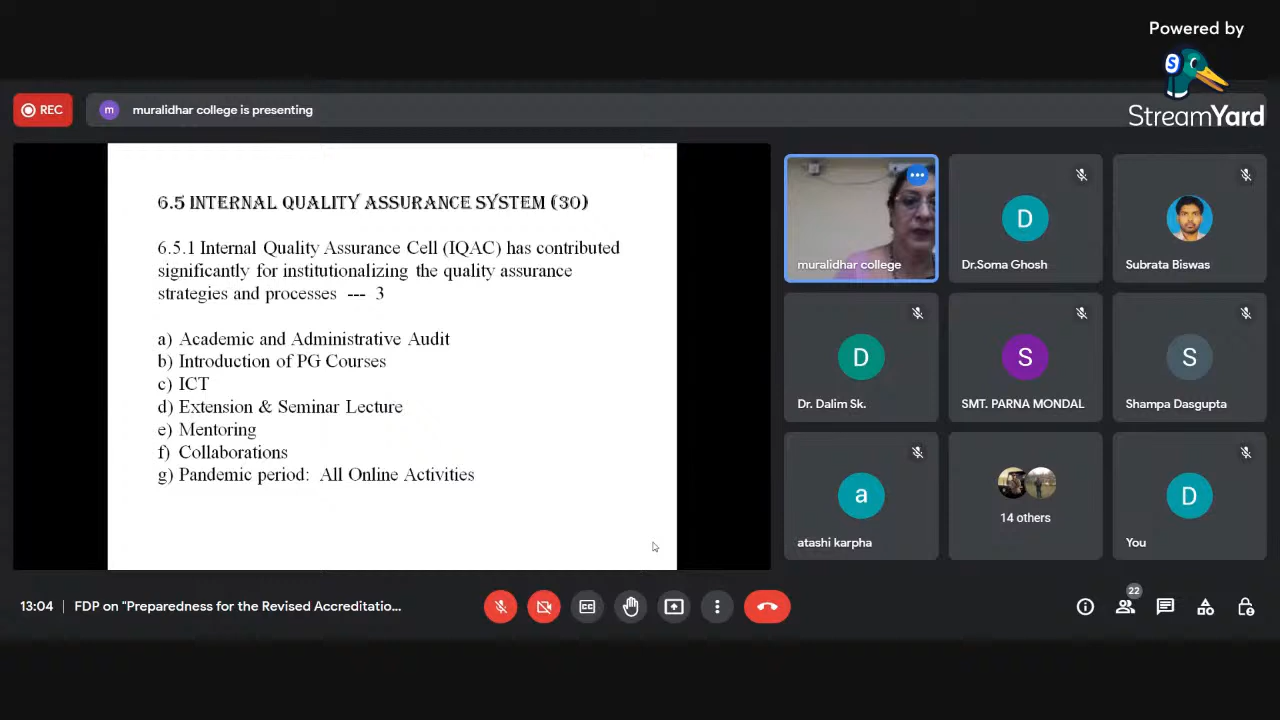 Powered by
StreamYard
REC
m
muralidhar college is presenting
6.5 INTERNAL QUALITY ASSURANCE SYSTEM (30)
6.5.1 Internal Quality Assurance Cell (IQAC) has contributed
significantly for institutionalizing the quality assurance
strategies and processes --- 3
a) Academic and Administrative Audit
b) Introduction of PG Courses
c) ICT
d) Extension & Seminar Lecture
e) Mentoring
f) Collaborations
g) Pandemic period: All Online Activities
muralidhar college
D
Dr.Soma Ghosh
Subrata Biswas
D
Dr. Dalim Sk.
S
SMT. PARNA MONDAL
S
Shampa Dasgupta
a
atashi karpha
14 others
D
You
13:04
FDP on "Preparedness for the Revised Accreditatio...
CC
22